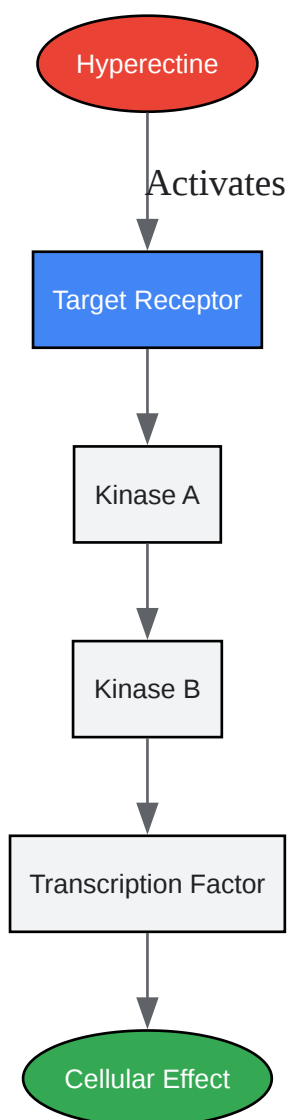 Hyperectine
Activates
Target Receptor
Kinase A
Kinase B
Transcription Factor
Cellular Effect